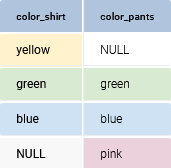 color_shirt color_pants
yellow NULL
green green
blue blue
NULL pink